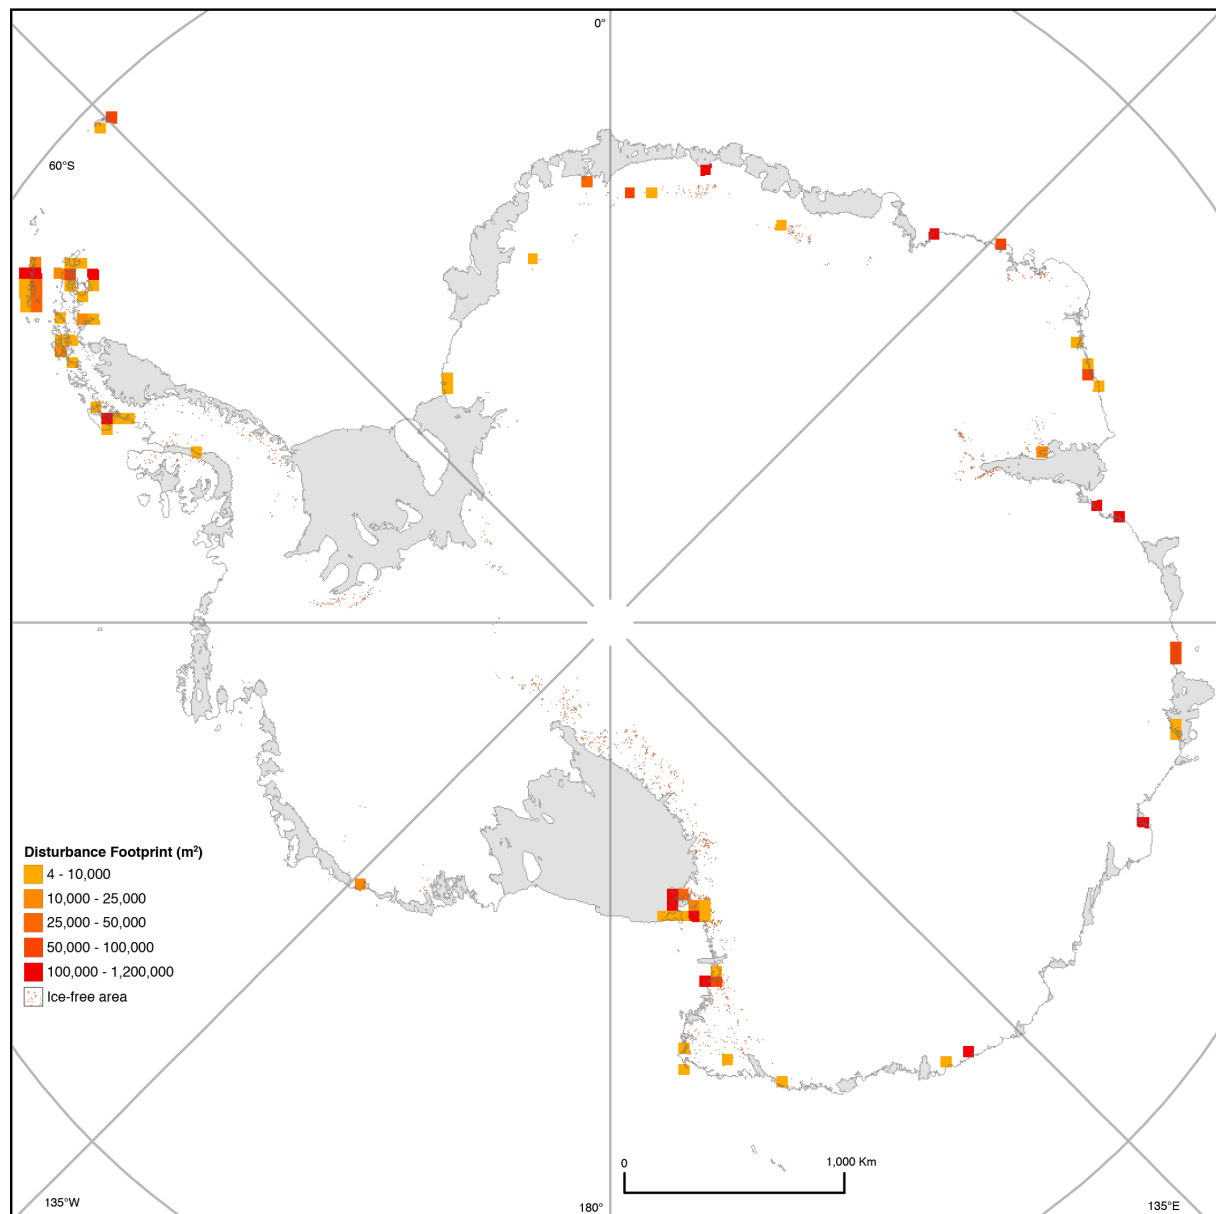 0°
60°S
Disturbance Footprint (m²)
4 - 10,000
10,000 - 25,000
25,000 - 50,000
50,000 - 100,000
100,000 - 1,200,000
Ice-free area
0
1,000 Km
135°W
180°
135°E